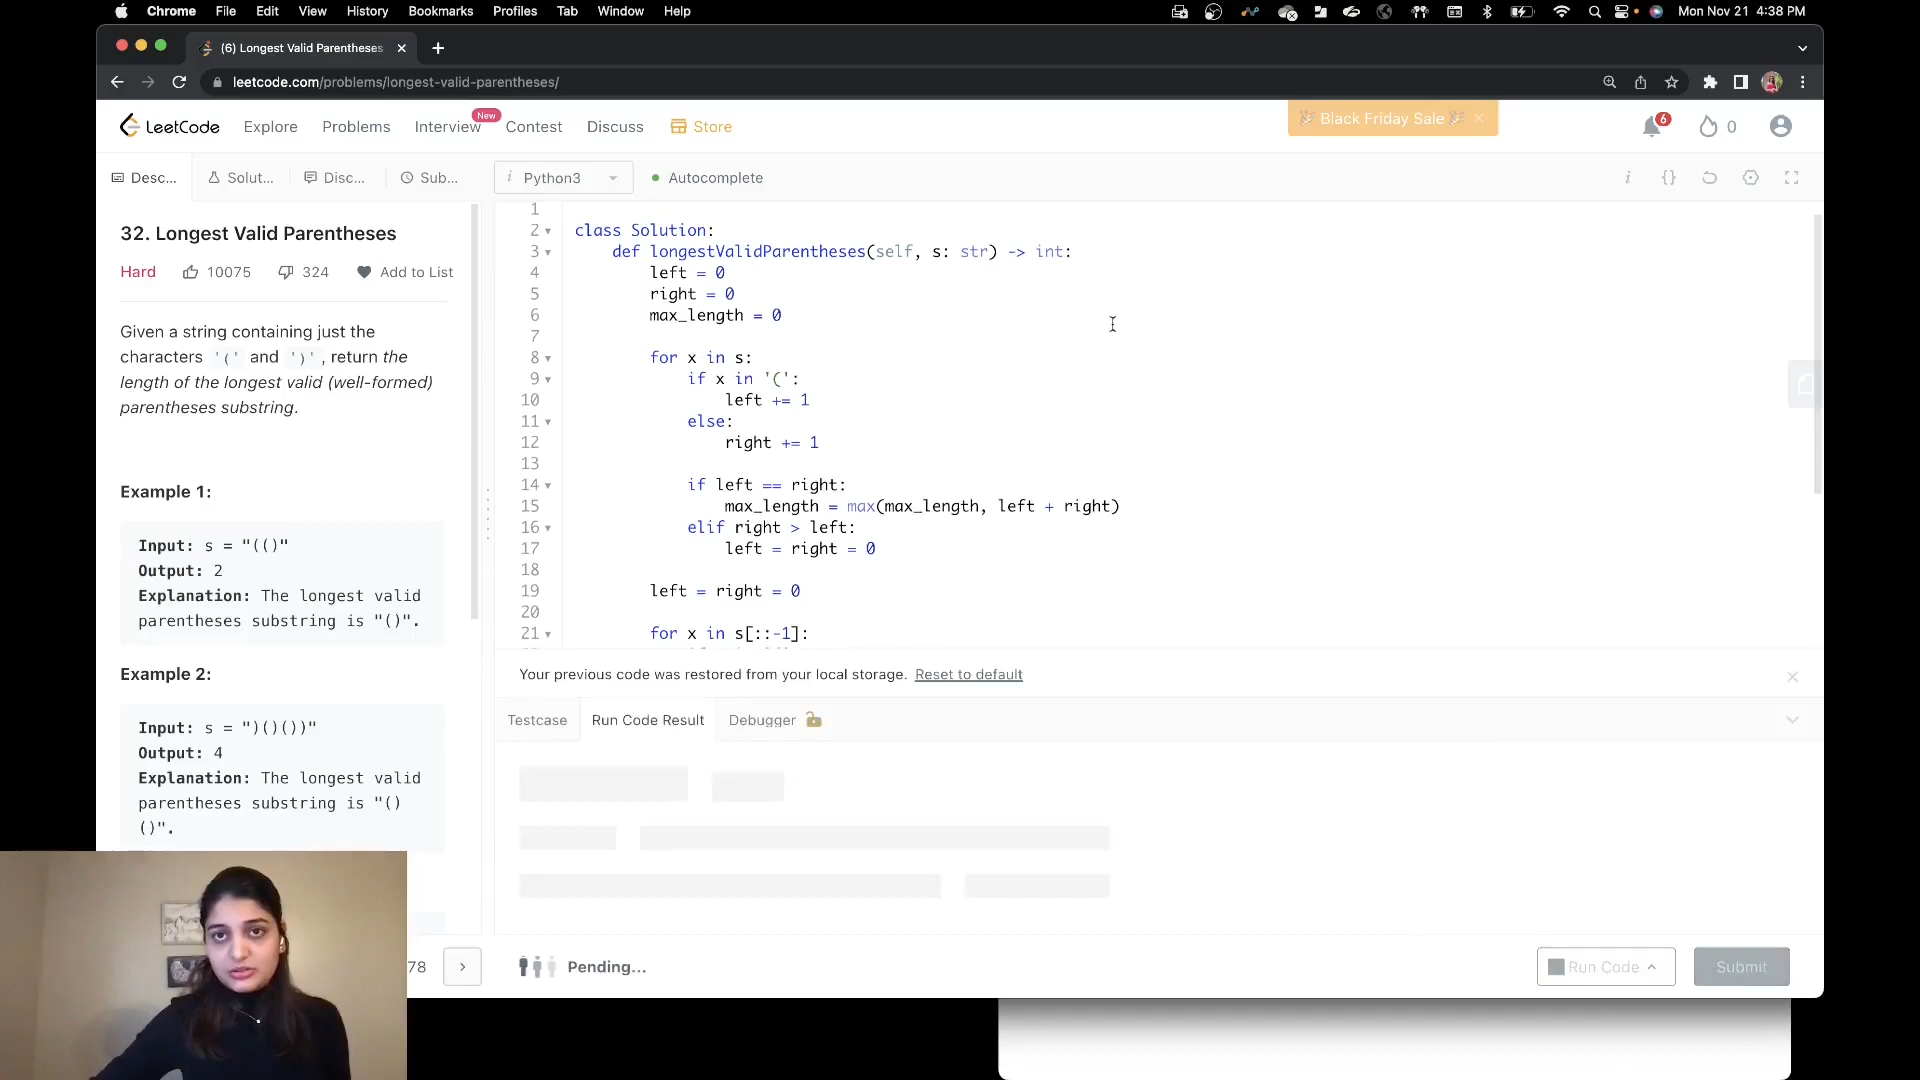 Chrome File Edit View History Bookmarks Profiles Tab Window Help Mon Nov 21 4:38 PM
(6) Longest Valid Parentheses
leetcode.com/problems/longest-valid-parentheses/
LeetCode Explore Problems Interview New Contest Discuss Store Black Friday Sale 6 0
Desc... Solut... Disc... Sub... i Python3 Autocomplete i {}
32. Longest Valid Parentheses
Hard 10075 324 Add to List
Given a string containing just the
characters '(' and ')', return the
length of the longest valid (well-formed)
parentheses substring.
Example 1:
Input: s = "(()"
Output: 2
Explanation: The longest valid
parentheses substring is "()".
Example 2:
Input: s = ")()())"
Output: 4
Explanation: The longest valid
parentheses substring is "()
()".
78
1
2 class Solution:
3 def longestValidParentheses(self, s: str) -> int:
4 left = 0
5 right = 0
6 max_length = 0
7
8 for x in s:
9 if x in '(':
10 left += 1
11 else:
12 right += 1
13
14 if left == right:
15 max_length = max(max_length, left + right)
16 elif right > left:
17 left = right = 0
18
19 left = right = 0
20
21 for x in s[::-1]:
Your previous code was restored from your local storage. Reset to default
Testcase Run Code Result Debugger
Pending... Run Code Submit